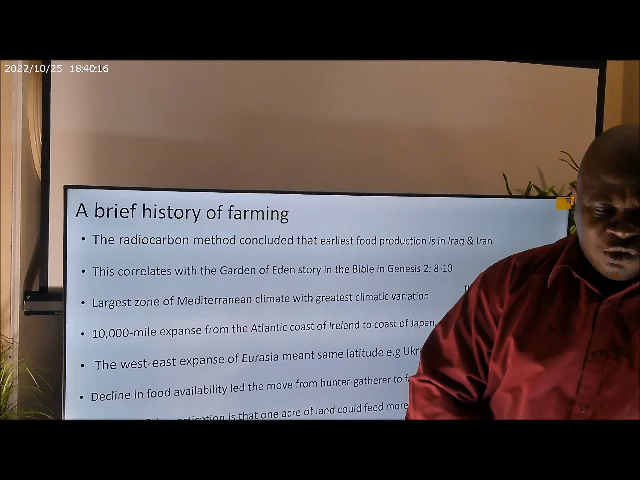 2022/10/25 18:40:16
A brief history of farming
• The radiocarbon method concluded that earliest food production is in Iraq & Iran
• This correlates with the Garden of Eden story in the Bible in Genesis 2: 8-10
• Largest zone of Mediterranean climate with greatest climatic variation
• 10,000-mile expanse from the Atlantic coast of Ireland to coast of Japan
• The west-east expanse of Eurasia meant same latitude e.g
• Decline in food availability led the move from hunter-gatherer to
is that one acre of land could feed more